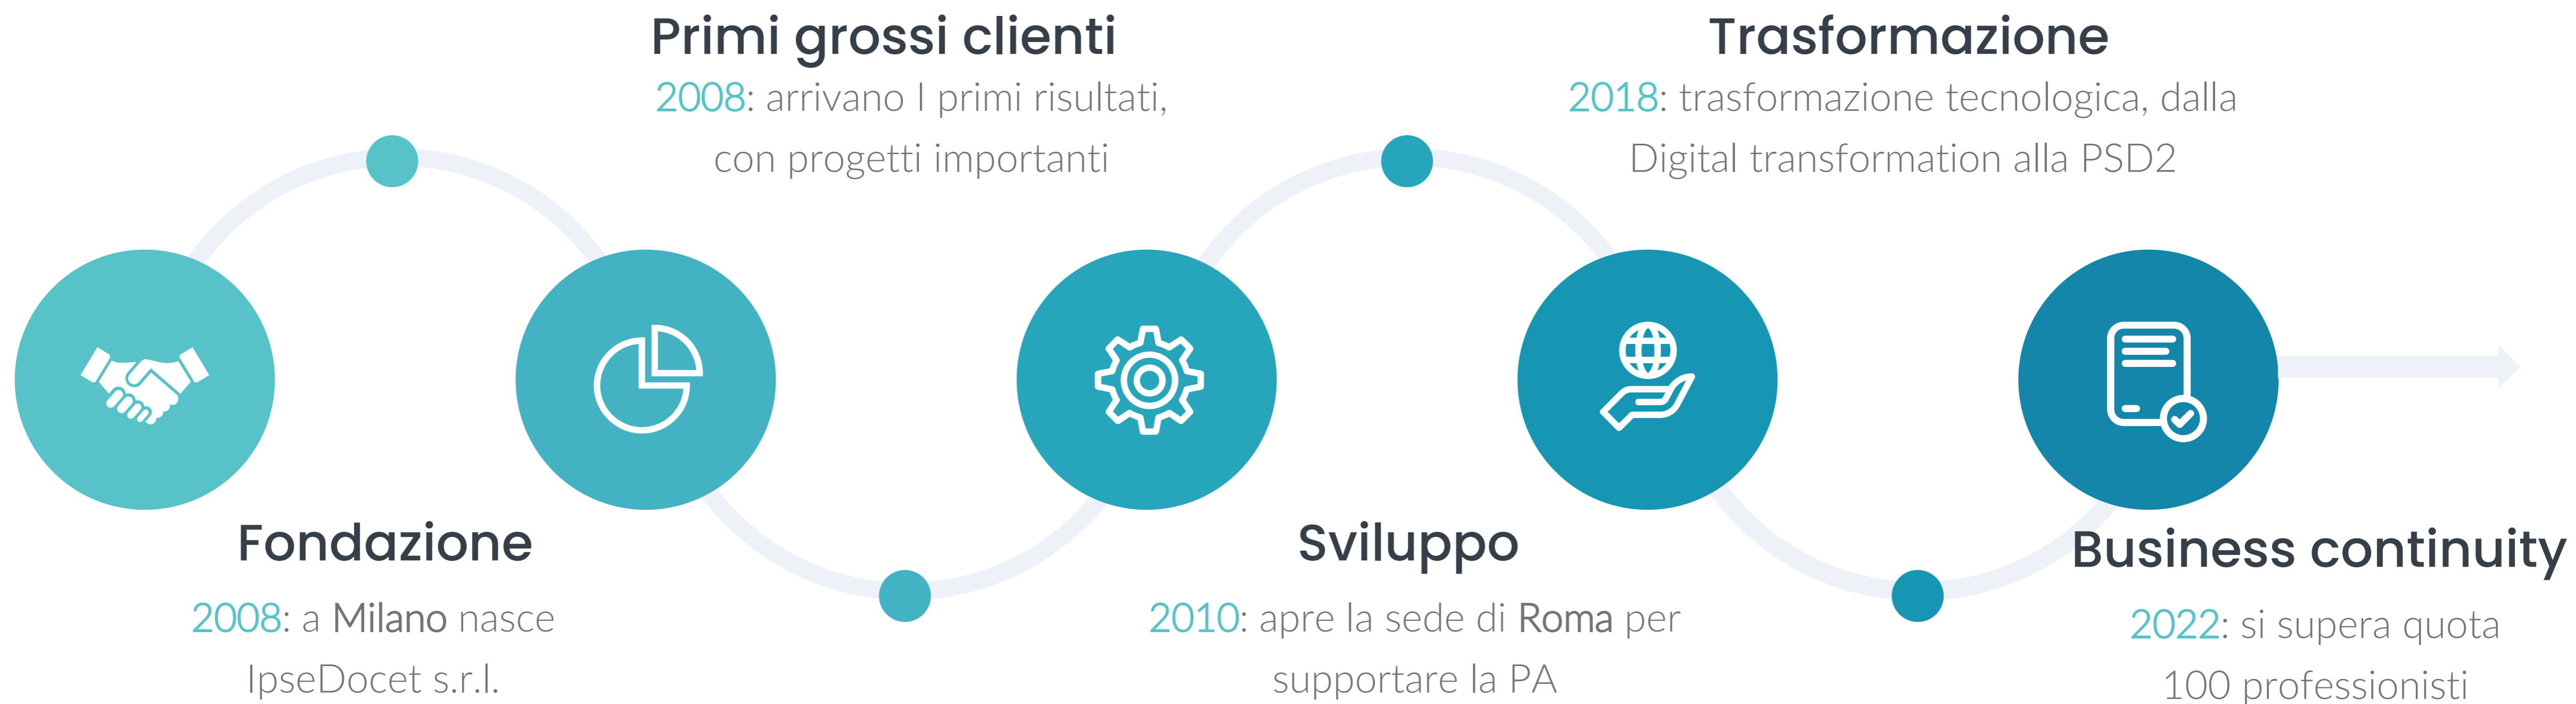 Primi grossi clienti
2008: arrivano I primi risultati,
con progetti importanti
Trasformazione
2018: trasformazione tecnologica, dalla
Digital transformation alla PSD2
Fondazione
2008: a Milano nasce
IpseDocet s.r.l.
Sviluppo
2010: apre la sede di Roma per
supportare la PA
Business continuity
2022: si supera quota
100 professionisti